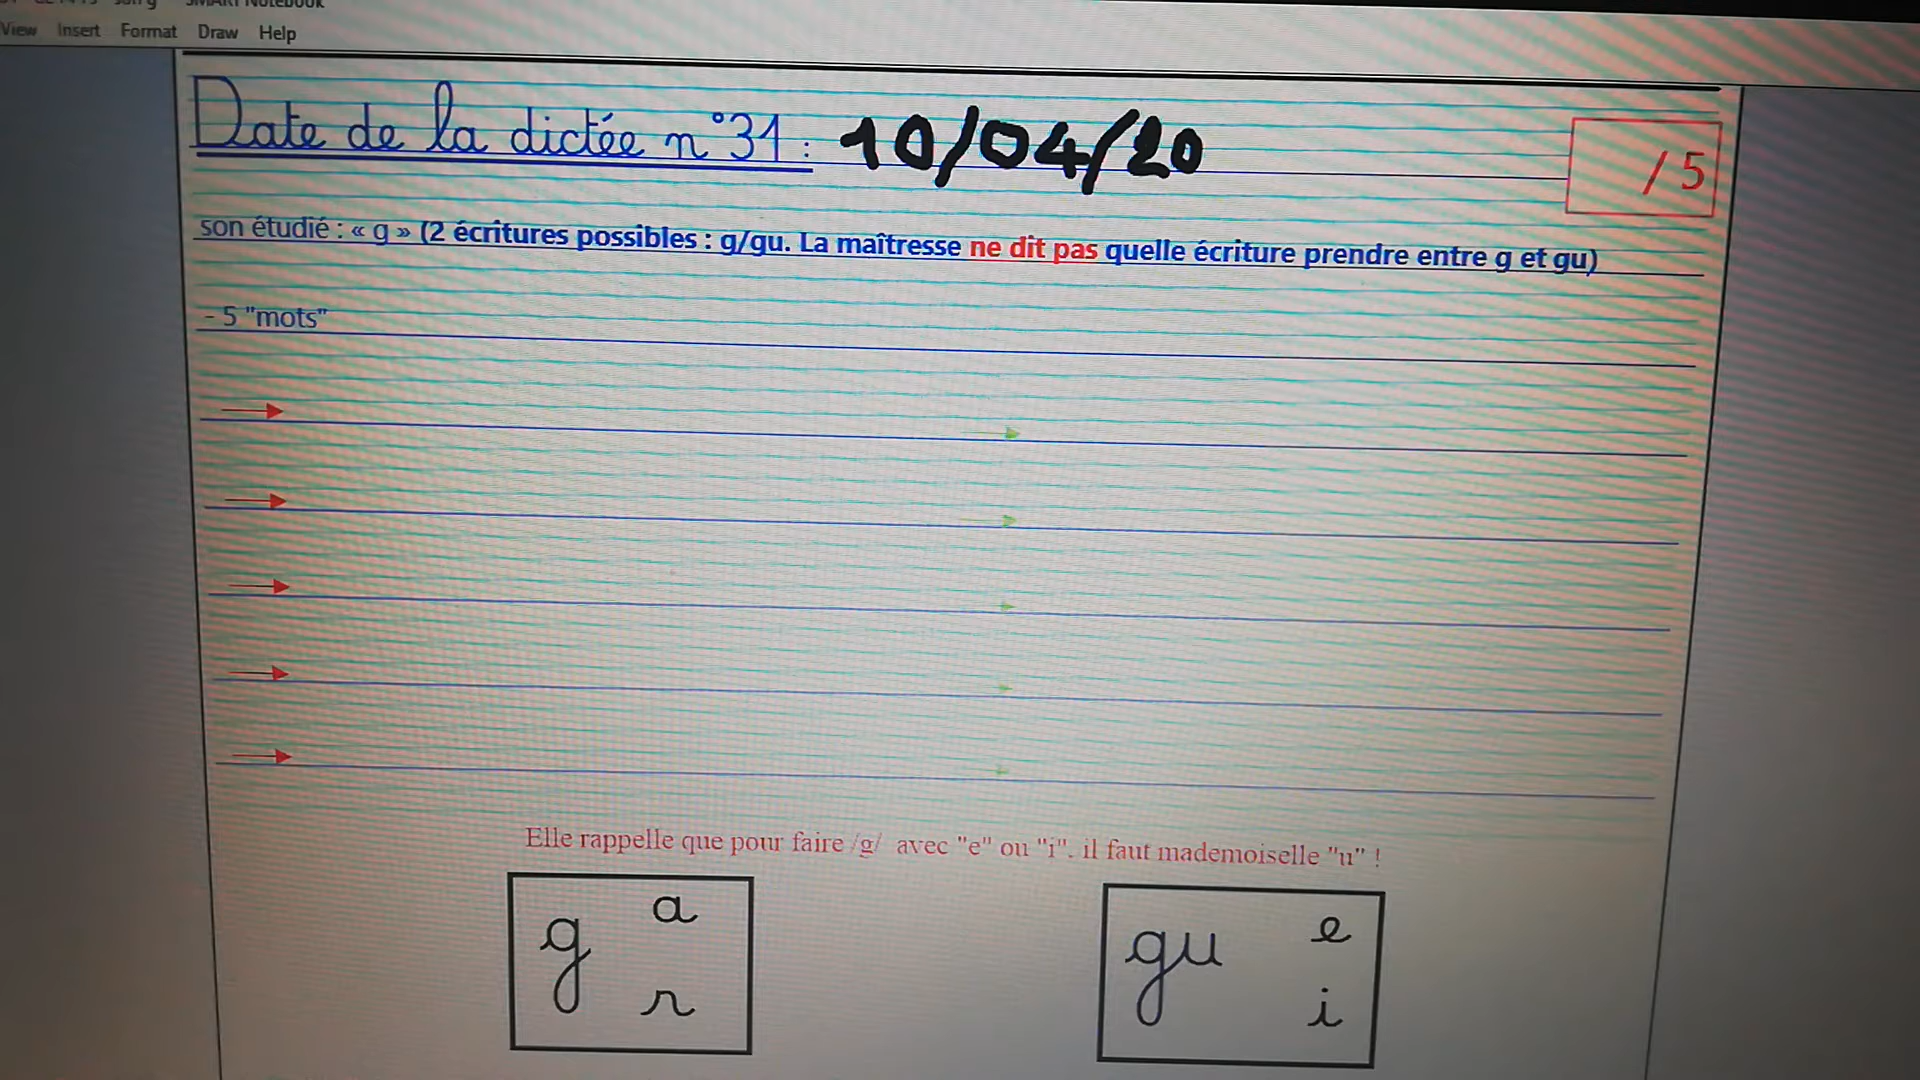 SMART Notebook
View Insert Format Draw Help
Date de la dictée n°31 : 10/04/20
/ 5
son étudié : « g » (2 écritures possibles : g/gu. La maîtresse ne dit pas quelle écriture prendre entre g et gu)
- 5 "mots"
Elle rappelle que pour faire /g/ avec "e" ou "i". il faut mademoiselle "u" !
g a
r
gu e
i